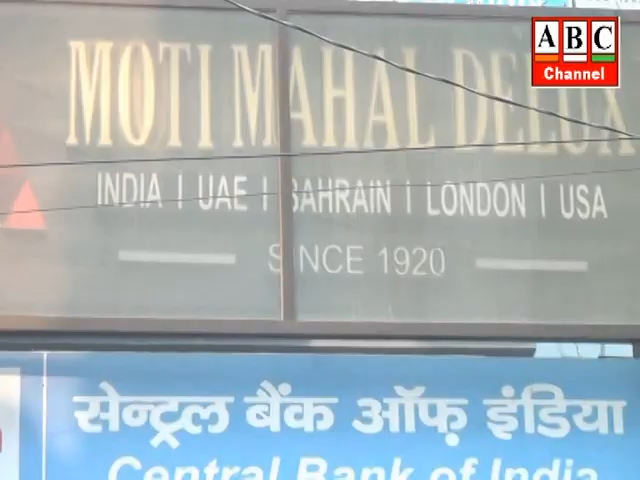 ABC
Channel
MOTI MAHAL DELUX
INDIA | UAE | BAHRAIN | LONDON | USA
SINCE 1920
सेन्ट्रल बैंक ऑफ़ इंडिया
Central Bank of India